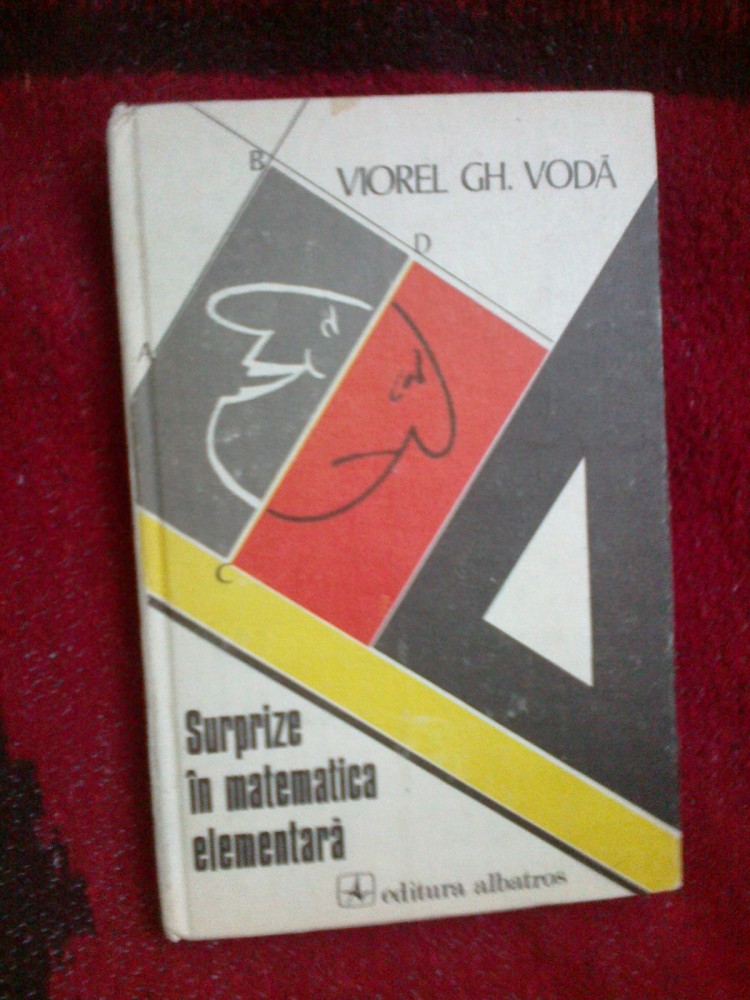 B
VIOREL GH. VODĂ
D
A
C
Surprize
în matematica
elementară
editura albatros